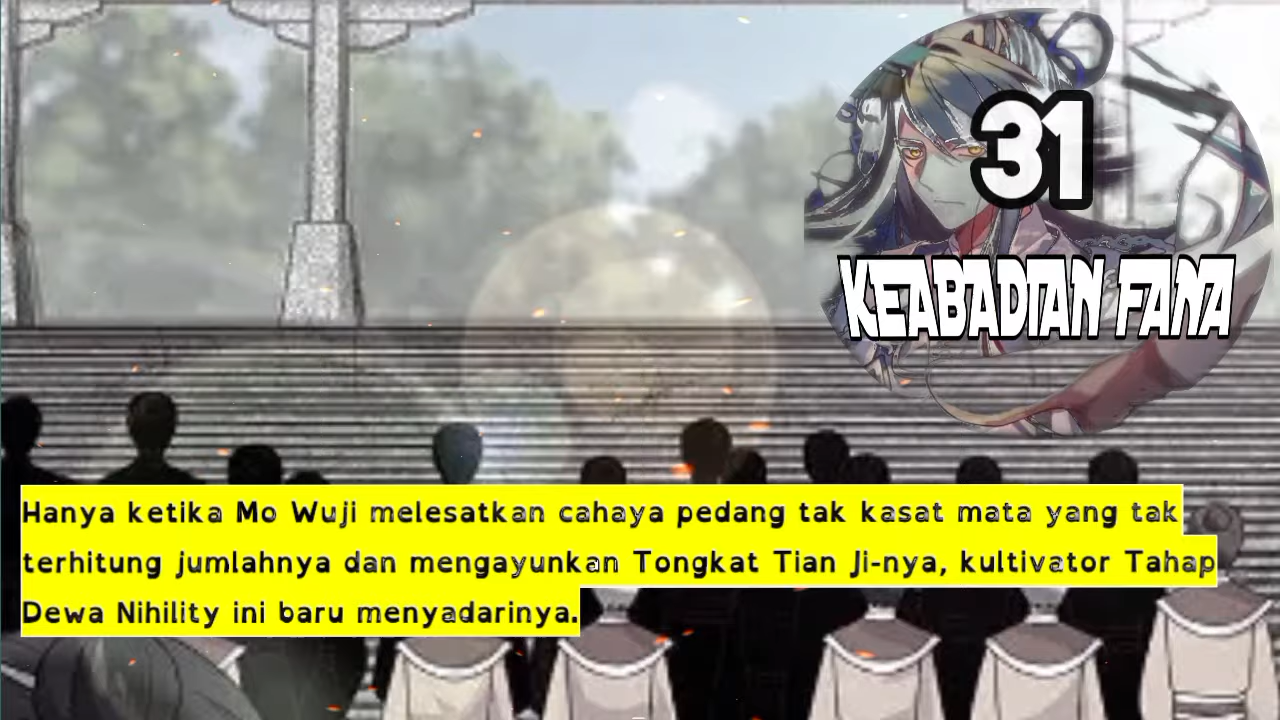 31
KEABADIAN FANA
Hanya ketika Mo Wuji melesatkan cahaya pedang tak kasat mata yang tak
terhitung jumlahnya dan mengayunkan Tongkat Tian Ji-nya, kultivator Tahap
Dewa Nihility ini baru menyadarinya.